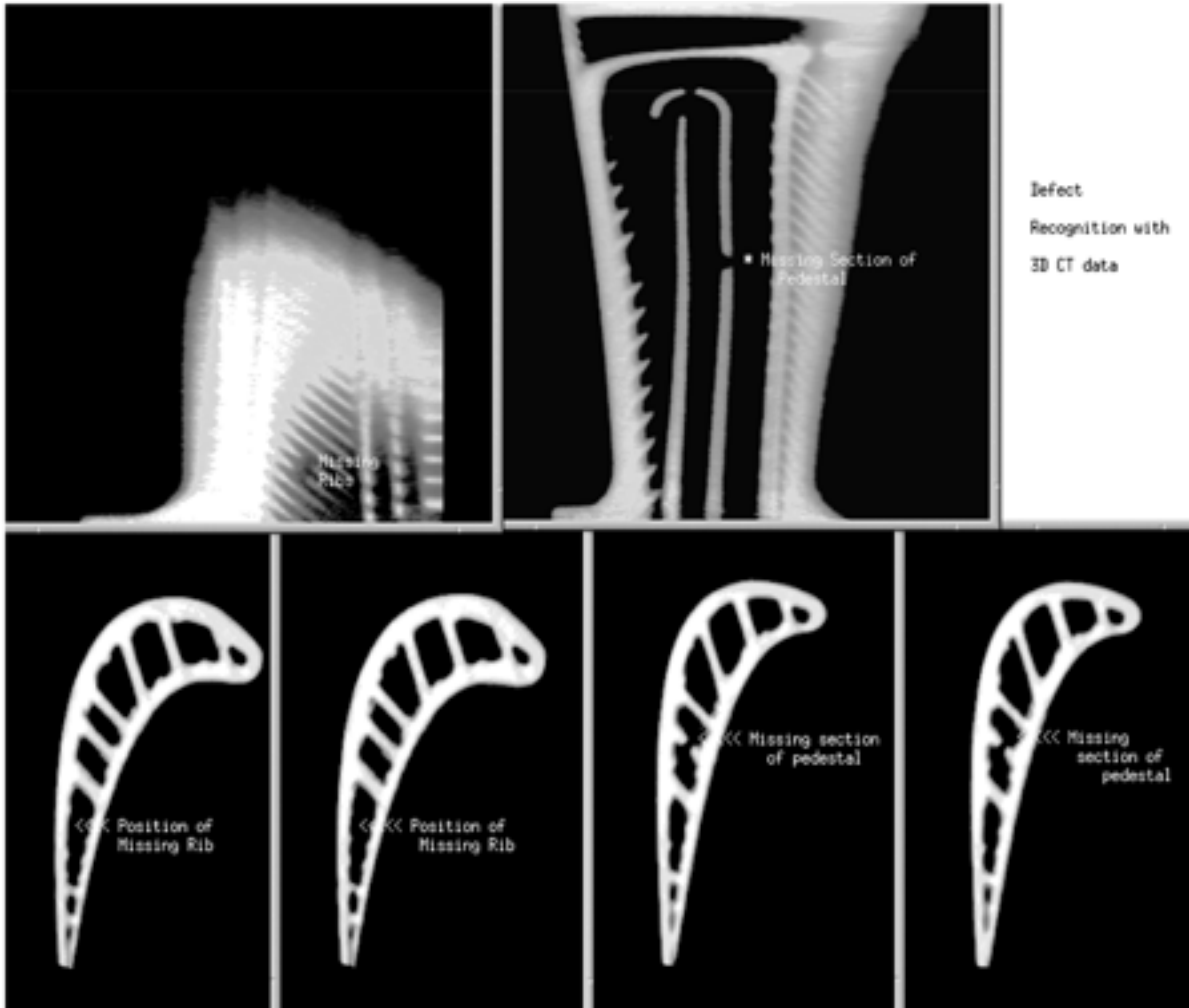 Defect
Recognition with
3D CT data
Missing
Ribs
■ Missing Section of
Pedestal
<<< Position of
Missing Rib
<<< Position of
Missing Rib
<<< Missing section
of pedestal
<<< Missing
section of
pedestal